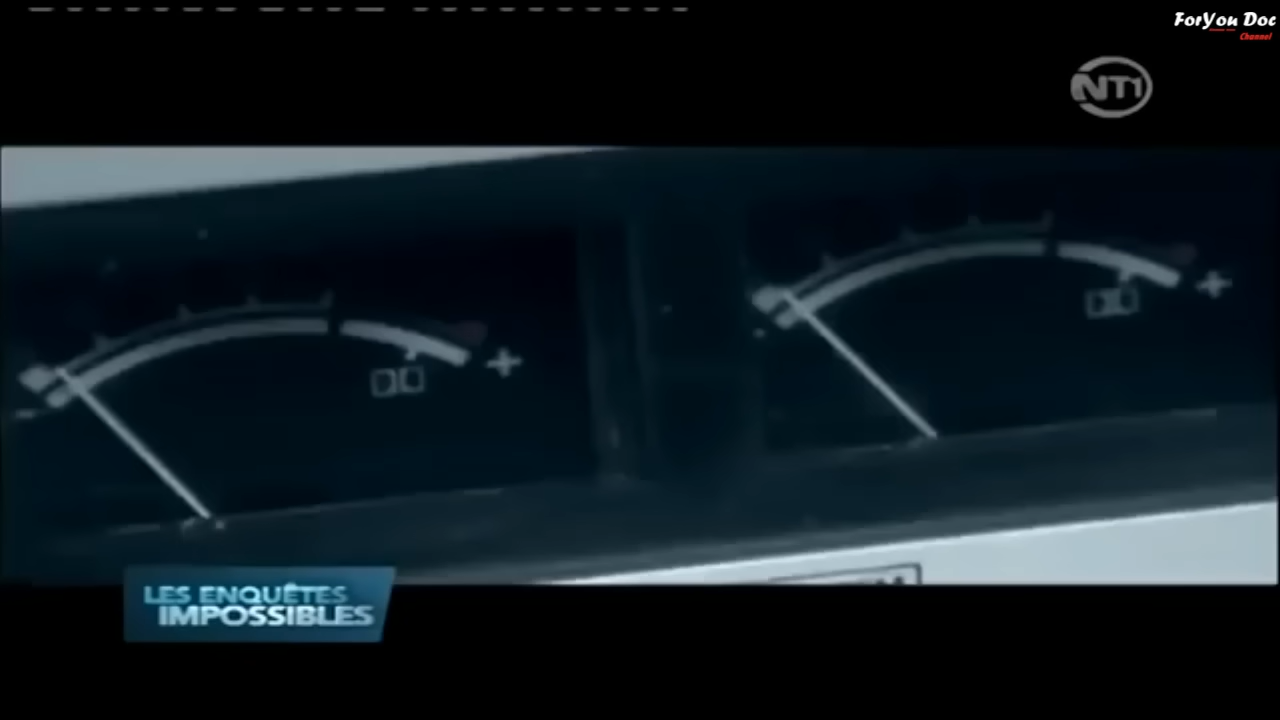 ForYou Doc
Channel
NT1
+
+
LES ENQUÊTES
IMPOSSIBLES